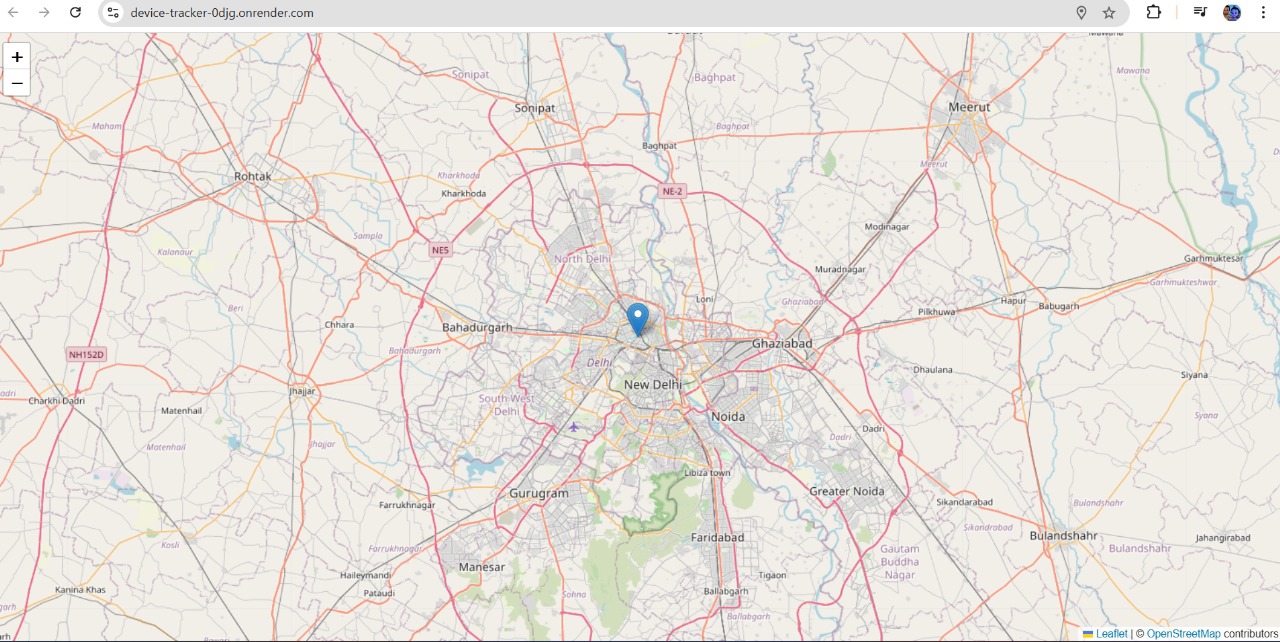 device-tracker-0djg.onrender.com
+
−
Mawana
Sonipat
Baghpat
Mawana
Sonipat
Meerut
Maham
Baghpat
Baghpat
Meerut
Rohtak
Kharkhoda
NE-2
Kharkhoda
Sampla
Modinagar
Kalanaur
NE5
North Delhi
Garhmuktesar
Muradnagar
Garhmukteshwar
Loni
Ghaziabad
Hapur
Babugarh
Beri
Pilkhuwa
Chhara
Bahadurgarh
Ghaziabad
Bahadurgarh
NH152D
Delhi
Dhaulana
Siyana
New Delhi
Jhajjar
Charkhi Dadri
South West
Delhi
Matenhail
Noida
Syana
Dadri
Dadri
Matenhail
Jhajjar
Libiza town
Gurugram
Greater Noida
Farrukhnagar
Sikandarabad
Bulandshahr
Sikandrabad
Kosli
Faridabad
Bulandshahr
Jahangirabad
Farrukhnagar
Gautam
Buddha
Nagar
Bulandshahr
Manesar
Haileymandi
Tigaon
Kanina Khas
Pataudi
Sohna
Ballabgarh
Ballabgarh
Leaflet | © OpenStreetMap contributors